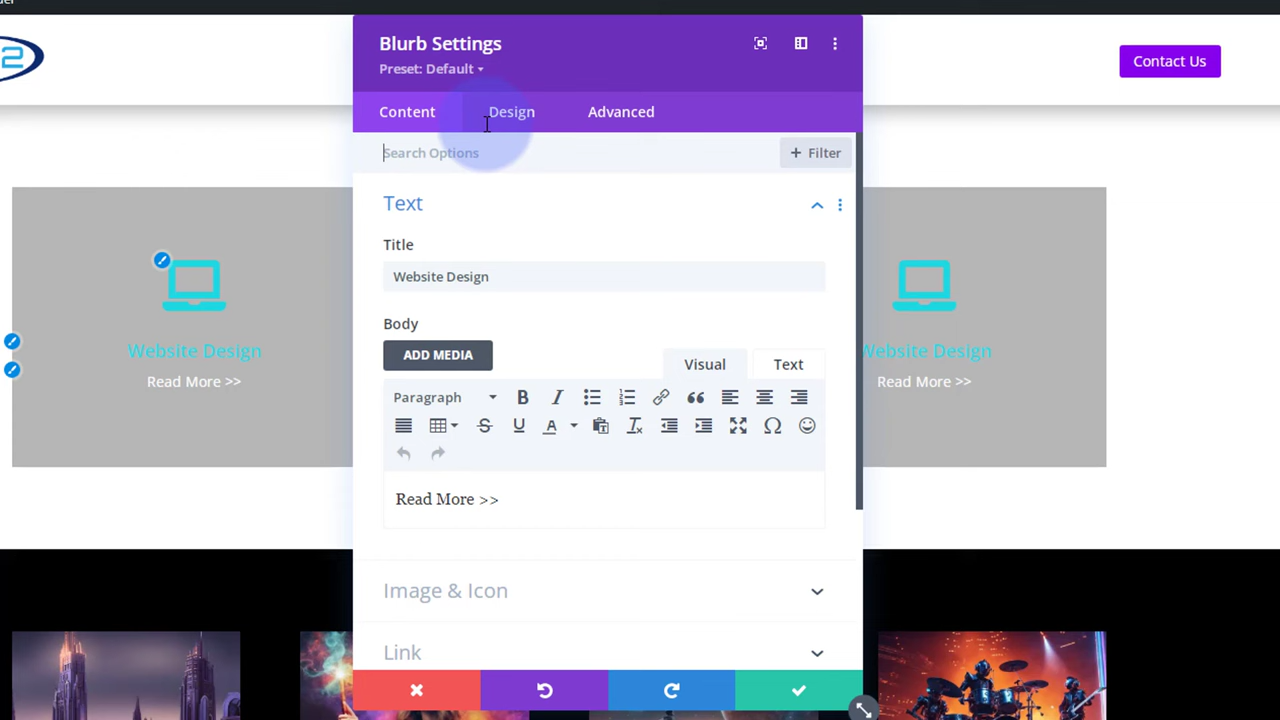 2
Blurb Settings
Preset: Default
Contact Us
Content
Design
Advanced
Search Options
+ Filter
Text
Title
Website Design
Body
ADD MEDIA
Visual
Text
Paragraph
Read More >>
Image & Icon
Link
Website Design
Read More >>
Website Design
Read More >>